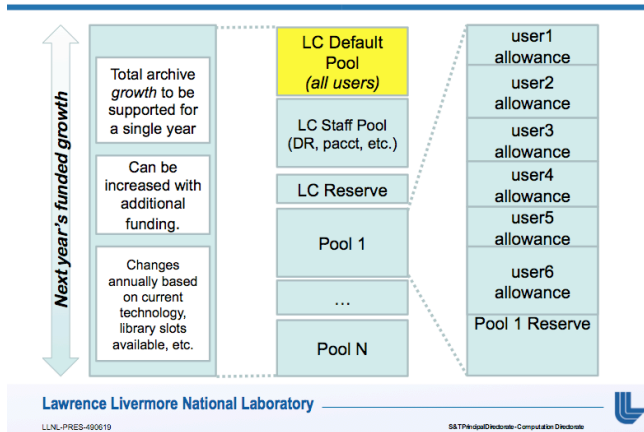 Next year's funded growth
Total archive
growth to be
supported for
a single year
Can be
increased with
additional
funding.
Changes
annually based
on current
technology,
library slots
available, etc.
LC Default
Pool
(all users)
LC Staff Pool
(DR, pacct, etc.)
LC Reserve
Pool 1
...
Pool N
user1
allowance
user2
allowance
user3
allowance
user4
allowance
user5
allowance
user6
allowance
Pool 1 Reserve
Lawrence Livermore National Laboratory
LLNL-PRES-490619
S&TPrincipalDirectorate-Computation Directorate